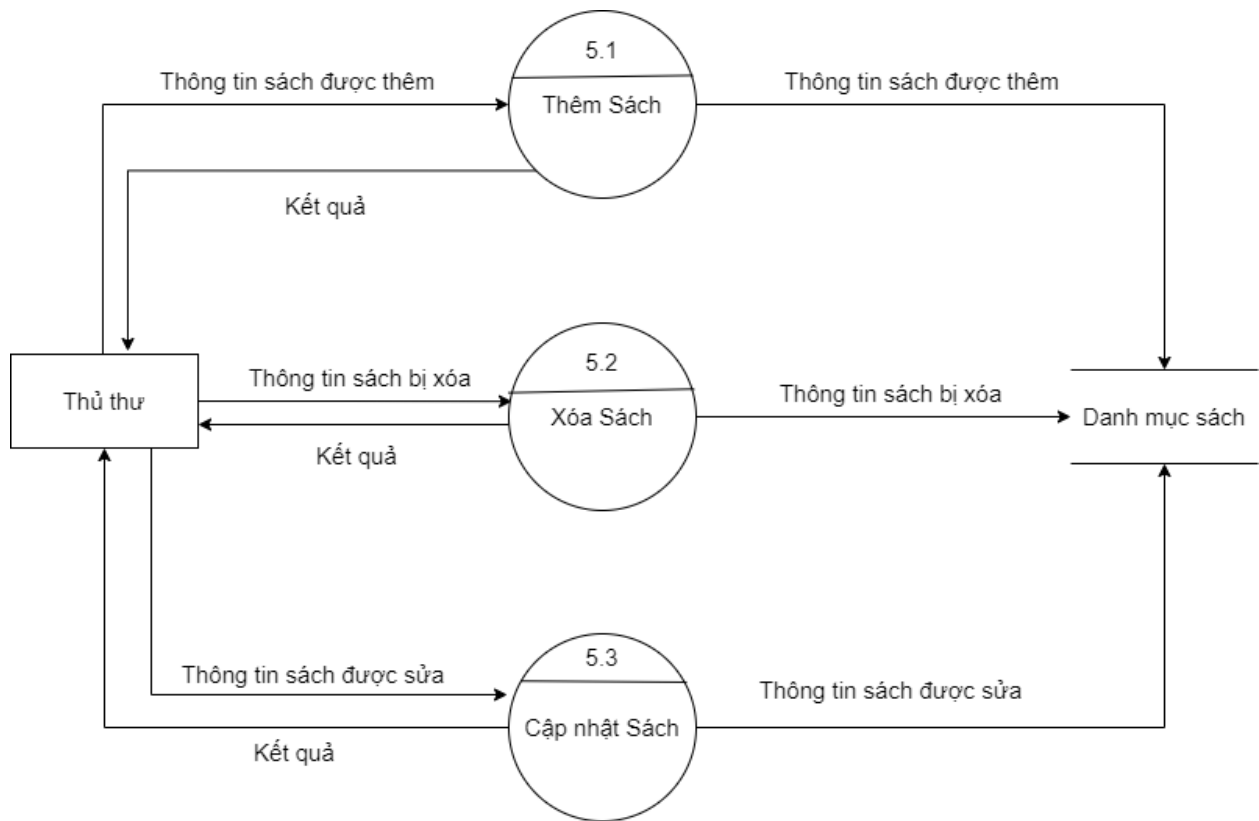 5.1
Thông tin sách được thêm
Thêm Sách
Thông tin sách được thêm
Kết quả
5.2
Thông tin sách bị xóa
Thủ thư
Xóa Sách
Thông tin sách bị xóa
Danh mục sách
Kết quả
5.3
Thông tin sách được sửa
Cập nhật Sách
Thông tin sách được sửa
Kết quả